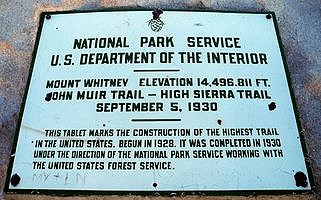 NATIONAL PARK SERVICE
U.S. DEPARTMENT OF THE INTERIOR
MOUNT WHITNEY ELEVATION 14,496.811 FT.
JOHN MUIR TRAIL — HIGH SIERRA TRAIL
SEPTEMBER 5, 1930
THIS TABLET MARKS THE CONSTRUCTION OF THE HIGHEST TRAIL
IN THE UNITED STATES. BEGUN IN 1928. IT WAS COMPLETED IN 1930
UNDER THE DIRECTION OF THE NATIONAL PARK SERVICE WORKING WITH
THE UNITED STATES FOREST SERVICE.